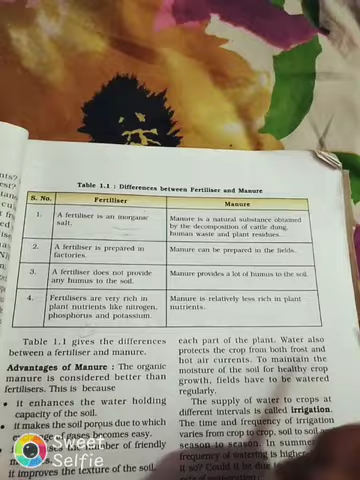 Table 1.1 : Differences between Fertiliser and Manure
S. No. Fertiliser Manure
1. A fertiliser is an inorganic salt. Manure is a natural substance obtained by the decomposition of cattle dung, human waste and plant residues.
2. A fertiliser is prepared in factories. Manure can be prepared in the fields.
3. A fertiliser does not provide any humus to the soil. Manure provides a lot of humus to the soil.
4. Fertilisers are very rich in plant nutrients like nitrogen, phosphorus and potassium. Manure is relatively less rich in plant nutrients.
Table 1.1 gives the differences
between a fertiliser and manure.
Advantages of Manure : The organic
manure is considered better than
fertilisers. This is because
• it enhances the water holding
capacity of the soil.
• it makes the soil porous due to which
of gases becomes easy.
the number of friendly
it improves the texture of the soil.
each part of the plant. Water also
protects the crop from both frost and
hot air currents. To maintain the
moisture of the soil for healthy crop
growth, fields have to be watered
regularly.
The supply of water to crops at
different intervals is called irrigation.
The time and frequency of irrigation
varies from crop to crop, soil to soil and
season to season. In summer,
frequency of watering is higher
it so? Could it be due to
Sweet
Selfie